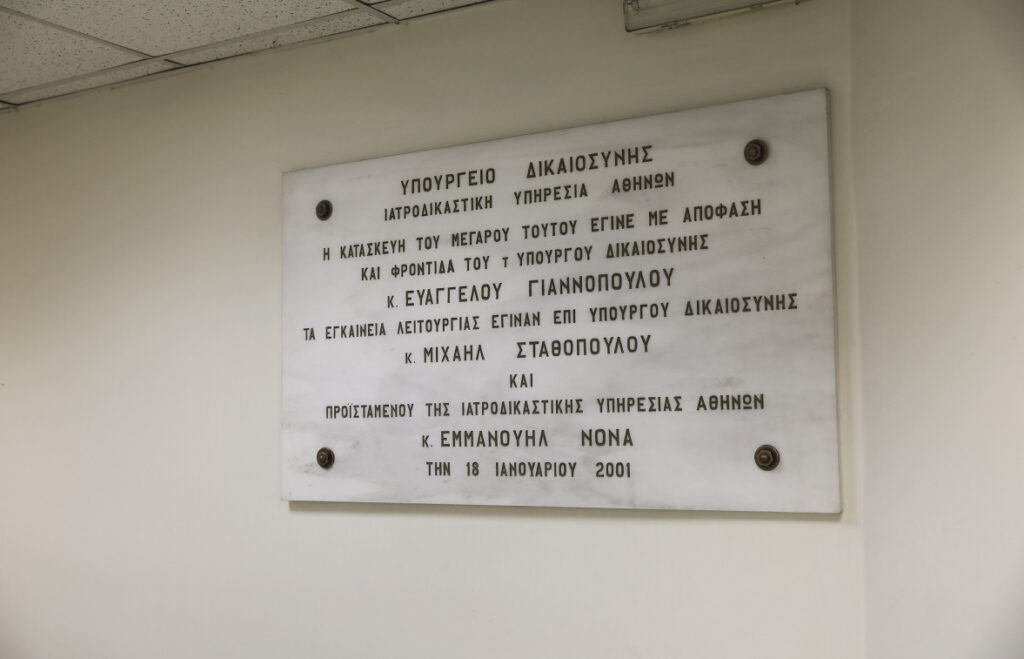 ΥΠΟΥΡΓΕΙΟ ΔΙΚΑΙΟΣΥΝΗΣ
ΙΑΤΡΟΔΙΚΑΣΤΙΚΗ ΥΠΗΡΕΣΙΑ ΑΘΗΝΩΝ
Η ΚΑΤΑΣΚΕΥΗ ΤΟΥ ΜΕΓΑΡΟΥ ΤΟΥΤΟΥ ΕΓΙΝΕ ΜΕ ΑΠΟΦΑΣΗ
ΚΑΙ ΦΡΟΝΤΙΔΑ ΤΟΥ τ ΥΠΟΥΡΓΟΥ ΔΙΚΑΙΟΣΥΝΗΣ
κ. ΕΥΑΓΓΕΛΟΥ ΓΙΑΝΝΟΠΟΥΛΟΥ
ΤΑ ΕΓΚΑΙΝΕΙΑ ΛΕΙΤΟΥΡΓΙΑΣ ΕΓΙΝΑΝ ΕΠΙ ΥΠΟΥΡΓΟΥ ΔΙΚΑΙΟΣΥΝΗΣ
κ. ΜΙΧΑΗΛ ΣΤΑΘΟΠΟΥΛΟΥ
ΚΑΙ
ΠΡΟΪΣΤΑΜΕΝΟΥ ΤΗΣ ΙΑΤΡΟΔΙΚΑΣΤΙΚΗΣ ΥΠΗΡΕΣΙΑΣ ΑΘΗΝΩΝ
κ. ΕΜΜΑΝΟΥΗΛ ΝΟΝΑ
ΤΗΝ 18 ΙΑΝΟΥΑΡΙΟΥ 2001